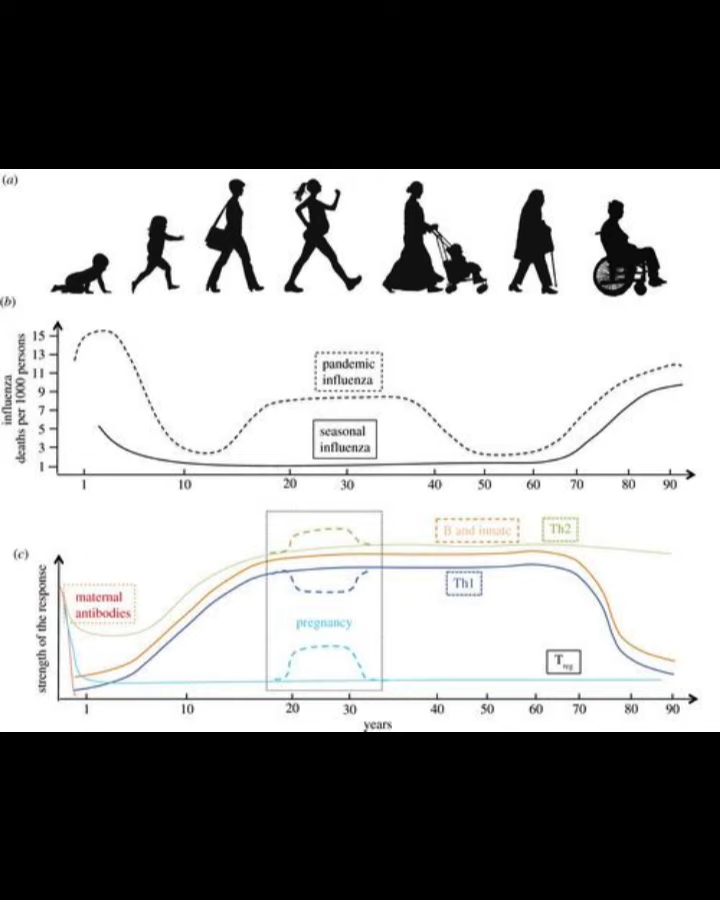 (a)
(b)
influenza
deaths per 1000 persons
15
13
11
9
7
5
3
1
pandemic
influenza
seasonal
influenza
1 10 20 30 40 50 60 70 80 90
(c)
strength of the response
maternal
antibodies
B and innate
Th2
Th1
pregnancy
Treg
1 10 20 30 40 50 60 70 80 90
years